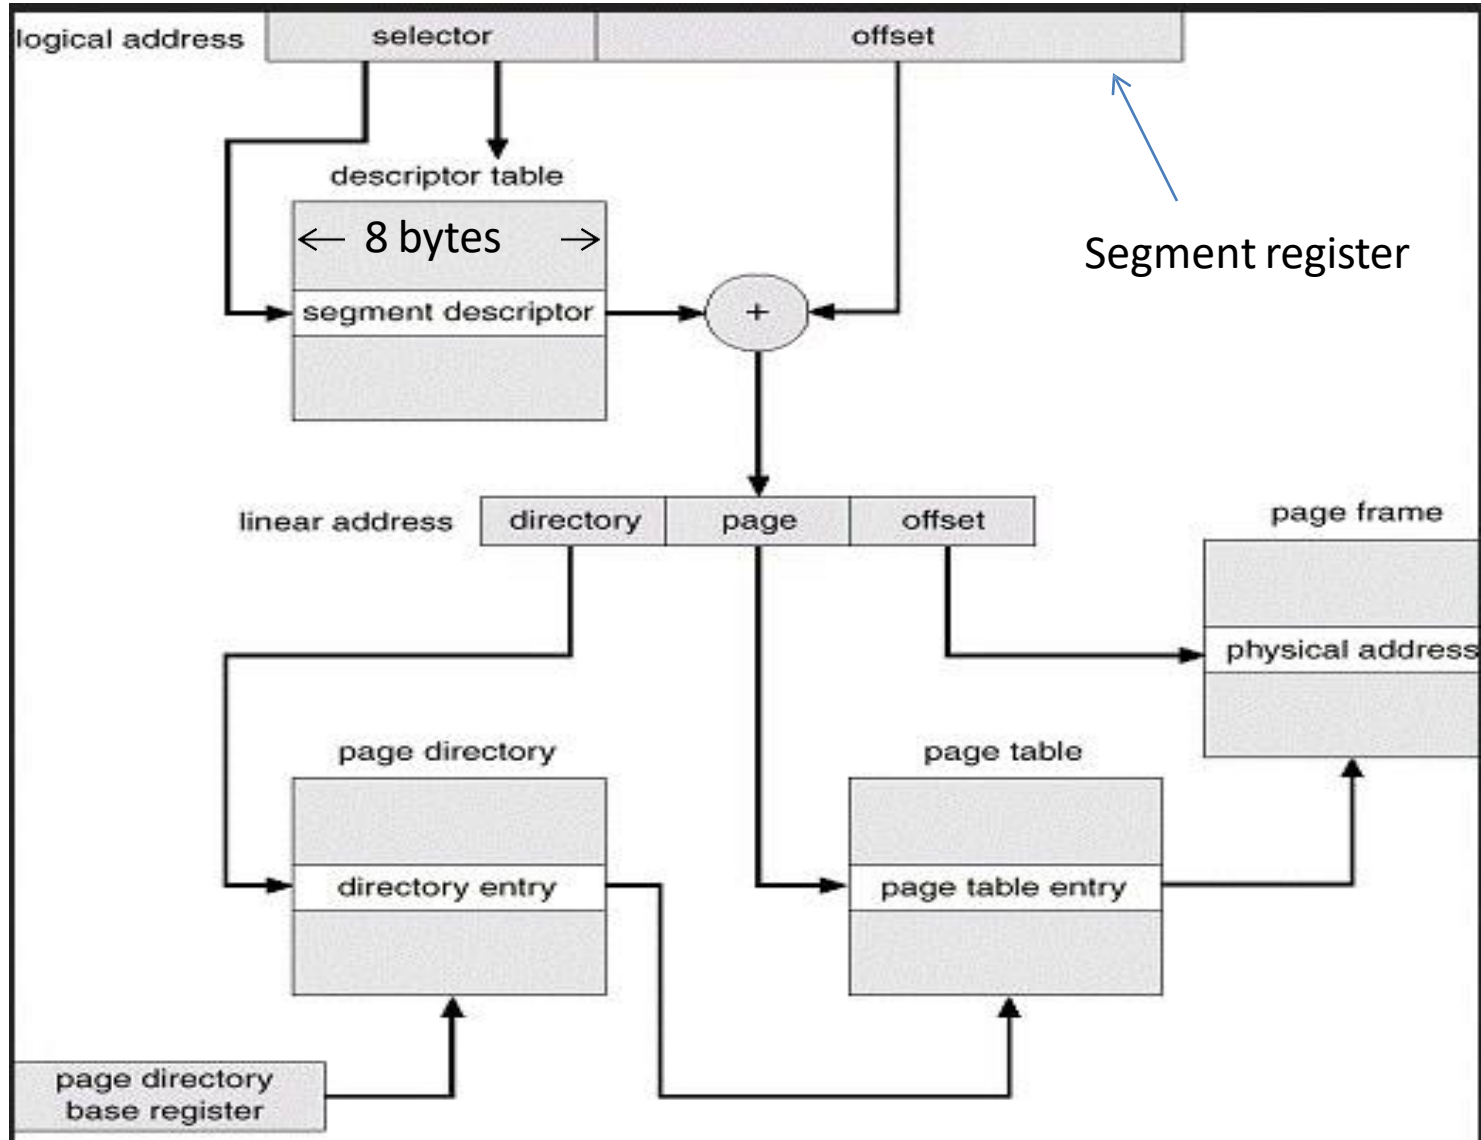 logical address
selector
offset
descriptor table
← 8 bytes →
Segment register
segment descriptor
+
linear address
directory
page
offset
page frame
physical address
page directory
page table
directory entry
page table entry
page directory
base register